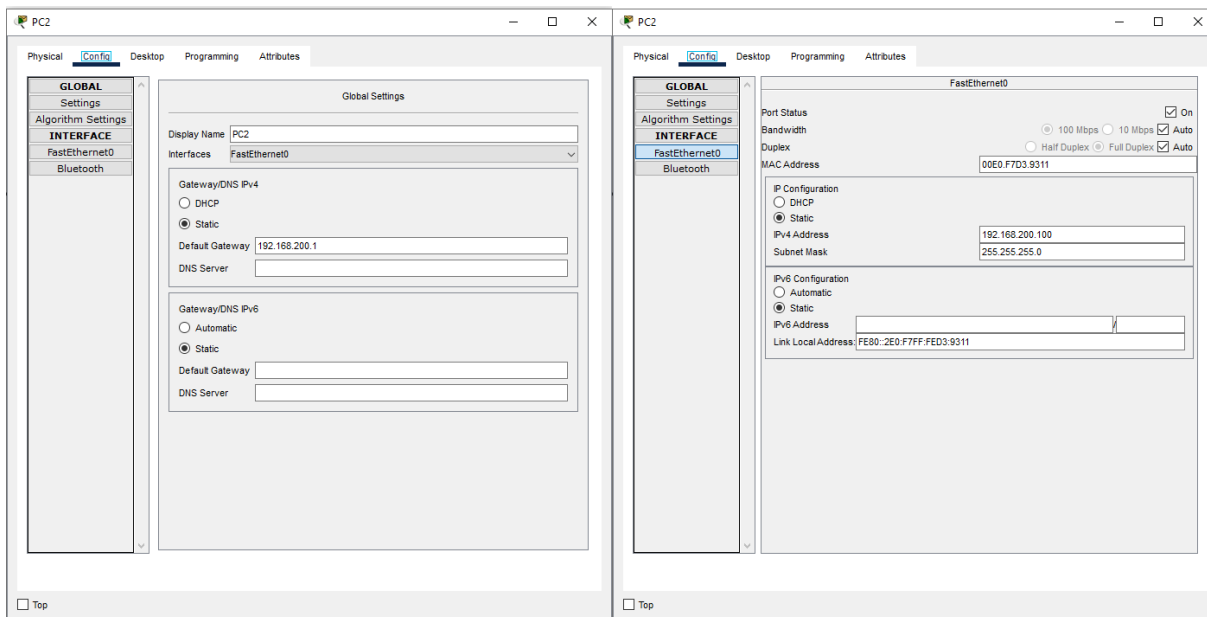 PC2
Physical Config Desktop Programming Attributes
GLOBAL
Settings
Algorithm Settings
INTERFACE
FastEthernet0
Bluetooth
Global Settings
Display Name PC2
Interfaces FastEthernet0
Gateway/DNS IPv4
DHCP
Static
Default Gateway 192.168.200.1
DNS Server
Gateway/DNS IPv6
Automatic
Static
Default Gateway
DNS Server
Top
PC2
Physical Config Desktop Programming Attributes
GLOBAL
Settings
Algorithm Settings
INTERFACE
FastEthernet0
Bluetooth
FastEthernet0
Port Status On
Bandwidth 100 Mbps 10 Mbps Auto
Duplex Half Duplex Full Duplex Auto
MAC Address 00E0.F7D3.9311
IP Configuration
DHCP
Static
IPv4 Address 192.168.200.100
Subnet Mask 255.255.255.0
IPv6 Configuration
Automatic
Static
IPv6 Address /
Link Local Address: FE80::2E0:F7FF:FED3:9311
Top